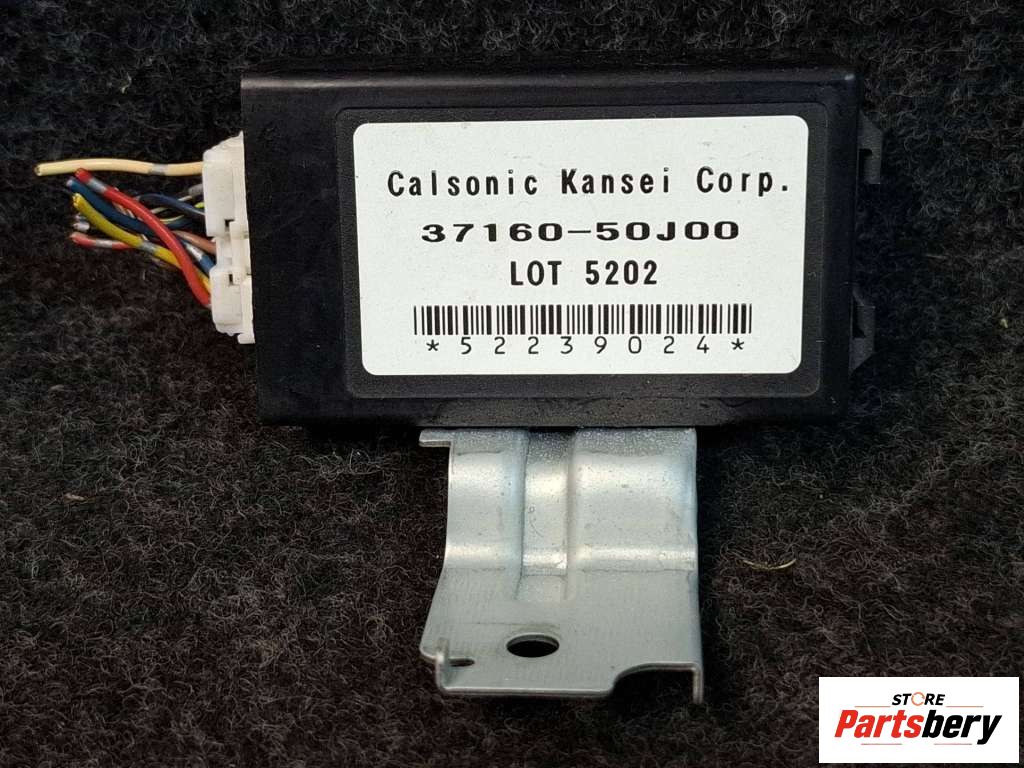 Calsonic Kansei Corp.
37160-50J00
LOT 5202
*52239024*
STORE
Partsbery